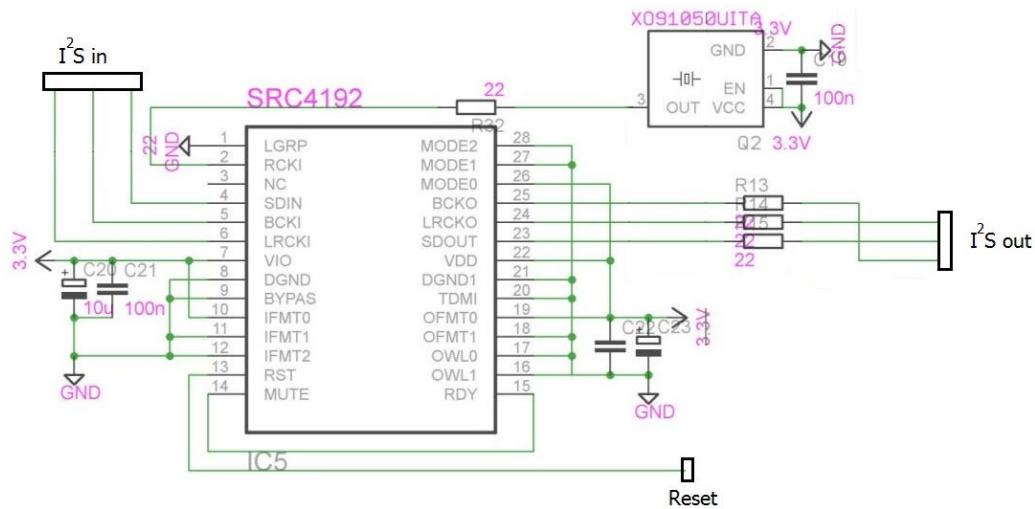 XO91050UITA
3.3V
I²S in
GND
2
GND
C19
1
EN
SRC4192
22
3
OUT
VCC
4
100n
R32
Q2
3.3V
22
GND
1
LGRP
MODE2
28
2
RCKI
MODE1
27
3
NC
MODE0
26
R13
4
SDIN
BCKO
25
R14
5
BCKI
LRCKO
24
22
R15
I²S out
6
LRCKI
SDOUT
23
22
3.3V
7
VIO
VDD
22
22
C20
C21
8
DGND
DGND1
21
10u
100n
9
BYPAS
TDMI
20
10
IFMT0
OFMT0
19
C22
C23
3.3V
11
IFMT1
OFMT1
18
12
IFMT2
OWL0
17
GND
13
RST
OWL1
16
14
MUTE
RDY
15
GND
IC5
Reset